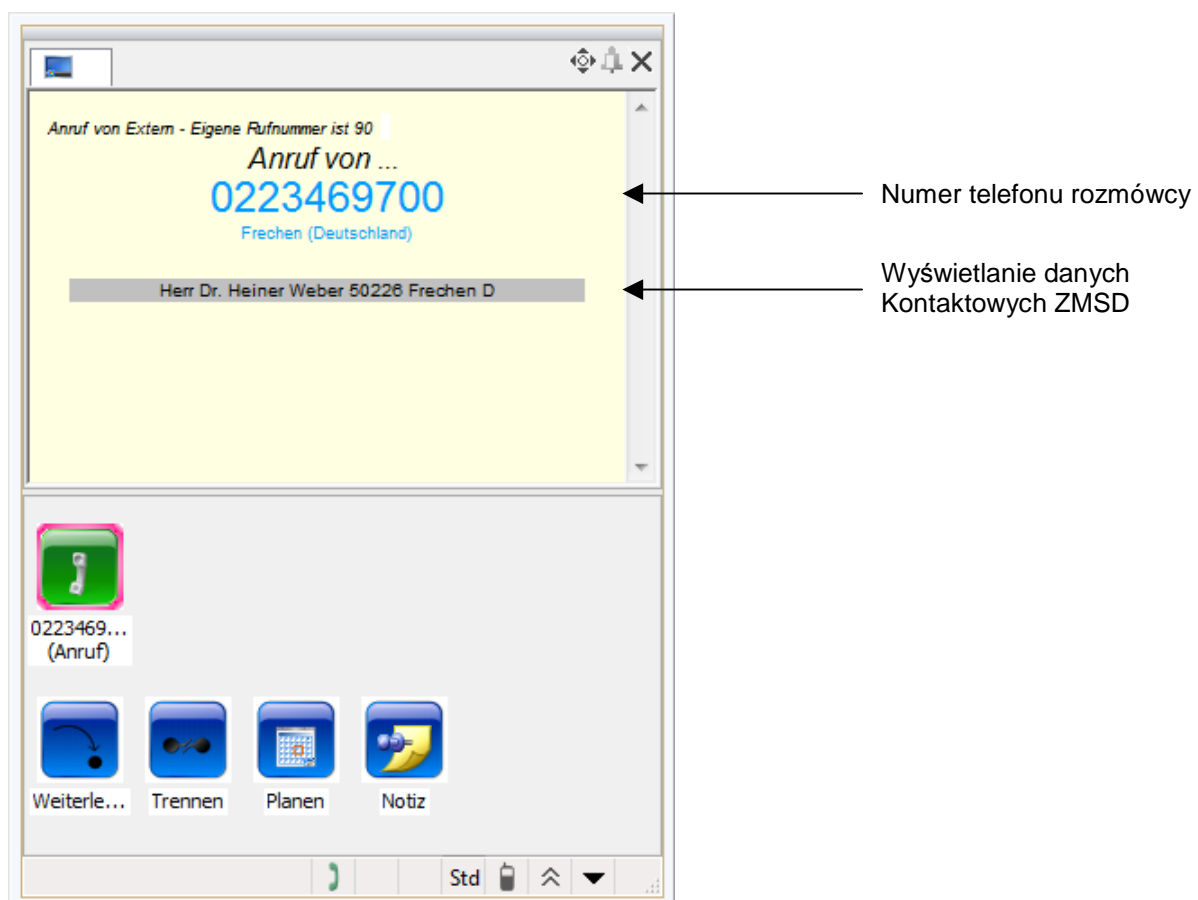 Anruf von Extern - Eigene Rufnummer ist 90
Anruf von ...
0223469700
Frechen (Deutschland)
Herr Dr. Heiner Weber 50226 Frechen D
Numer telefonu rozmówcy
Wyświetlanie danych
Kontaktowych ZMSD
0223469...
(Anruf)
Weiterle... Trennen Planen Notiz
Std